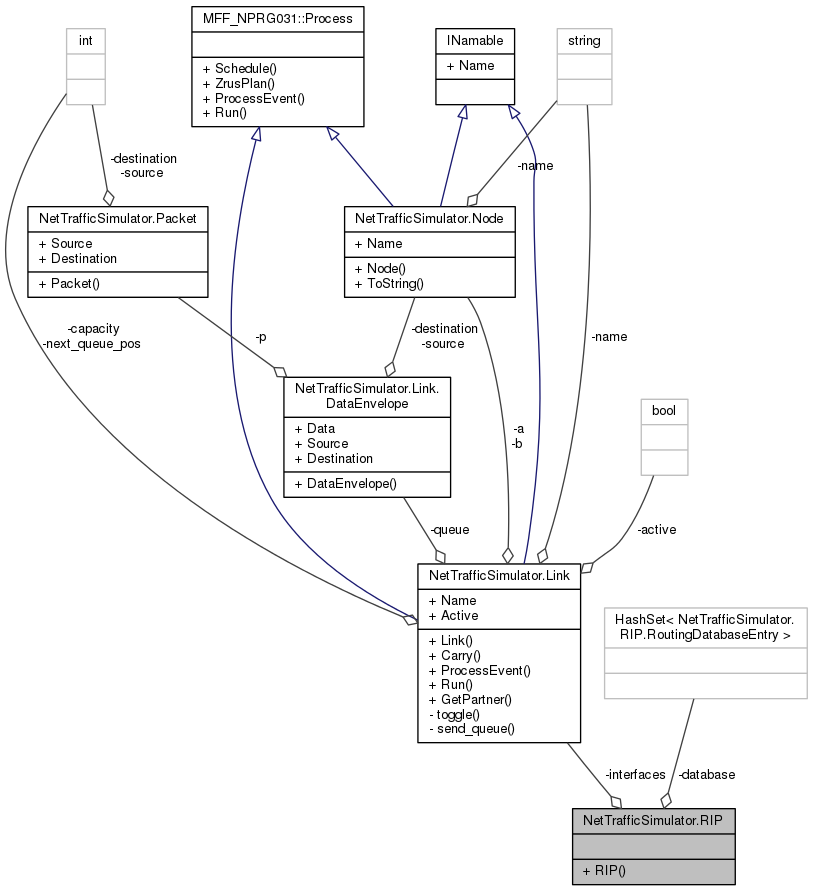 MFF_NPRG031::Process
+ Schedule()
+ ZrusPlan()
+ ProcessEvent()
+ Run()
INamable
+ Name
int
string
-destination
-source
-name
NetTrafficSimulator.Packet
+ Source
+ Destination
+ Packet()
NetTrafficSimulator.Node
+ Name
+ Node()
+ ToString()
-capacity
-next_queue_pos
-p
-destination
-source
-name
NetTrafficSimulator.Link.
DataEnvelope
+ Data
+ Source
+ Destination
+ DataEnvelope()
-a
-b
bool
-queue
-active
NetTrafficSimulator.Link
+ Name
+ Active
+ Link()
+ Carry()
+ ProcessEvent()
+ Run()
+ GetPartner()
- toggle()
- send_queue()
HashSet< NetTrafficSimulator.
RIP.RoutingDatabaseEntry >
-interfaces
-database
NetTrafficSimulator.RIP
+ RIP()